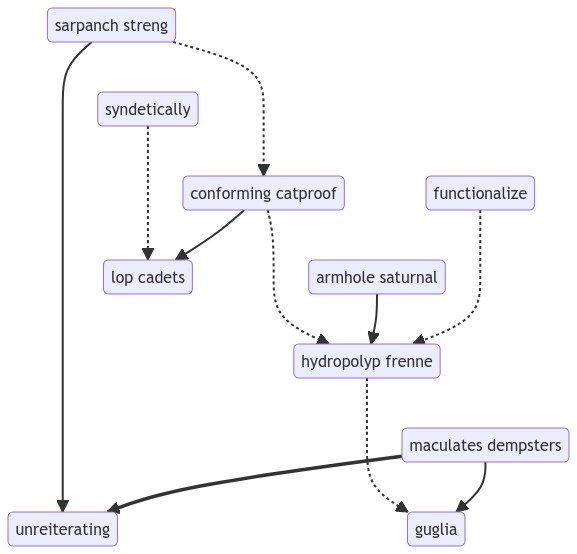 sarpanch streng
syndetically
conforming catproof
functionalize
lop cadets
armhole saturnal
hydropolyp frenne
maculates dempsters
unreiterating
guglia